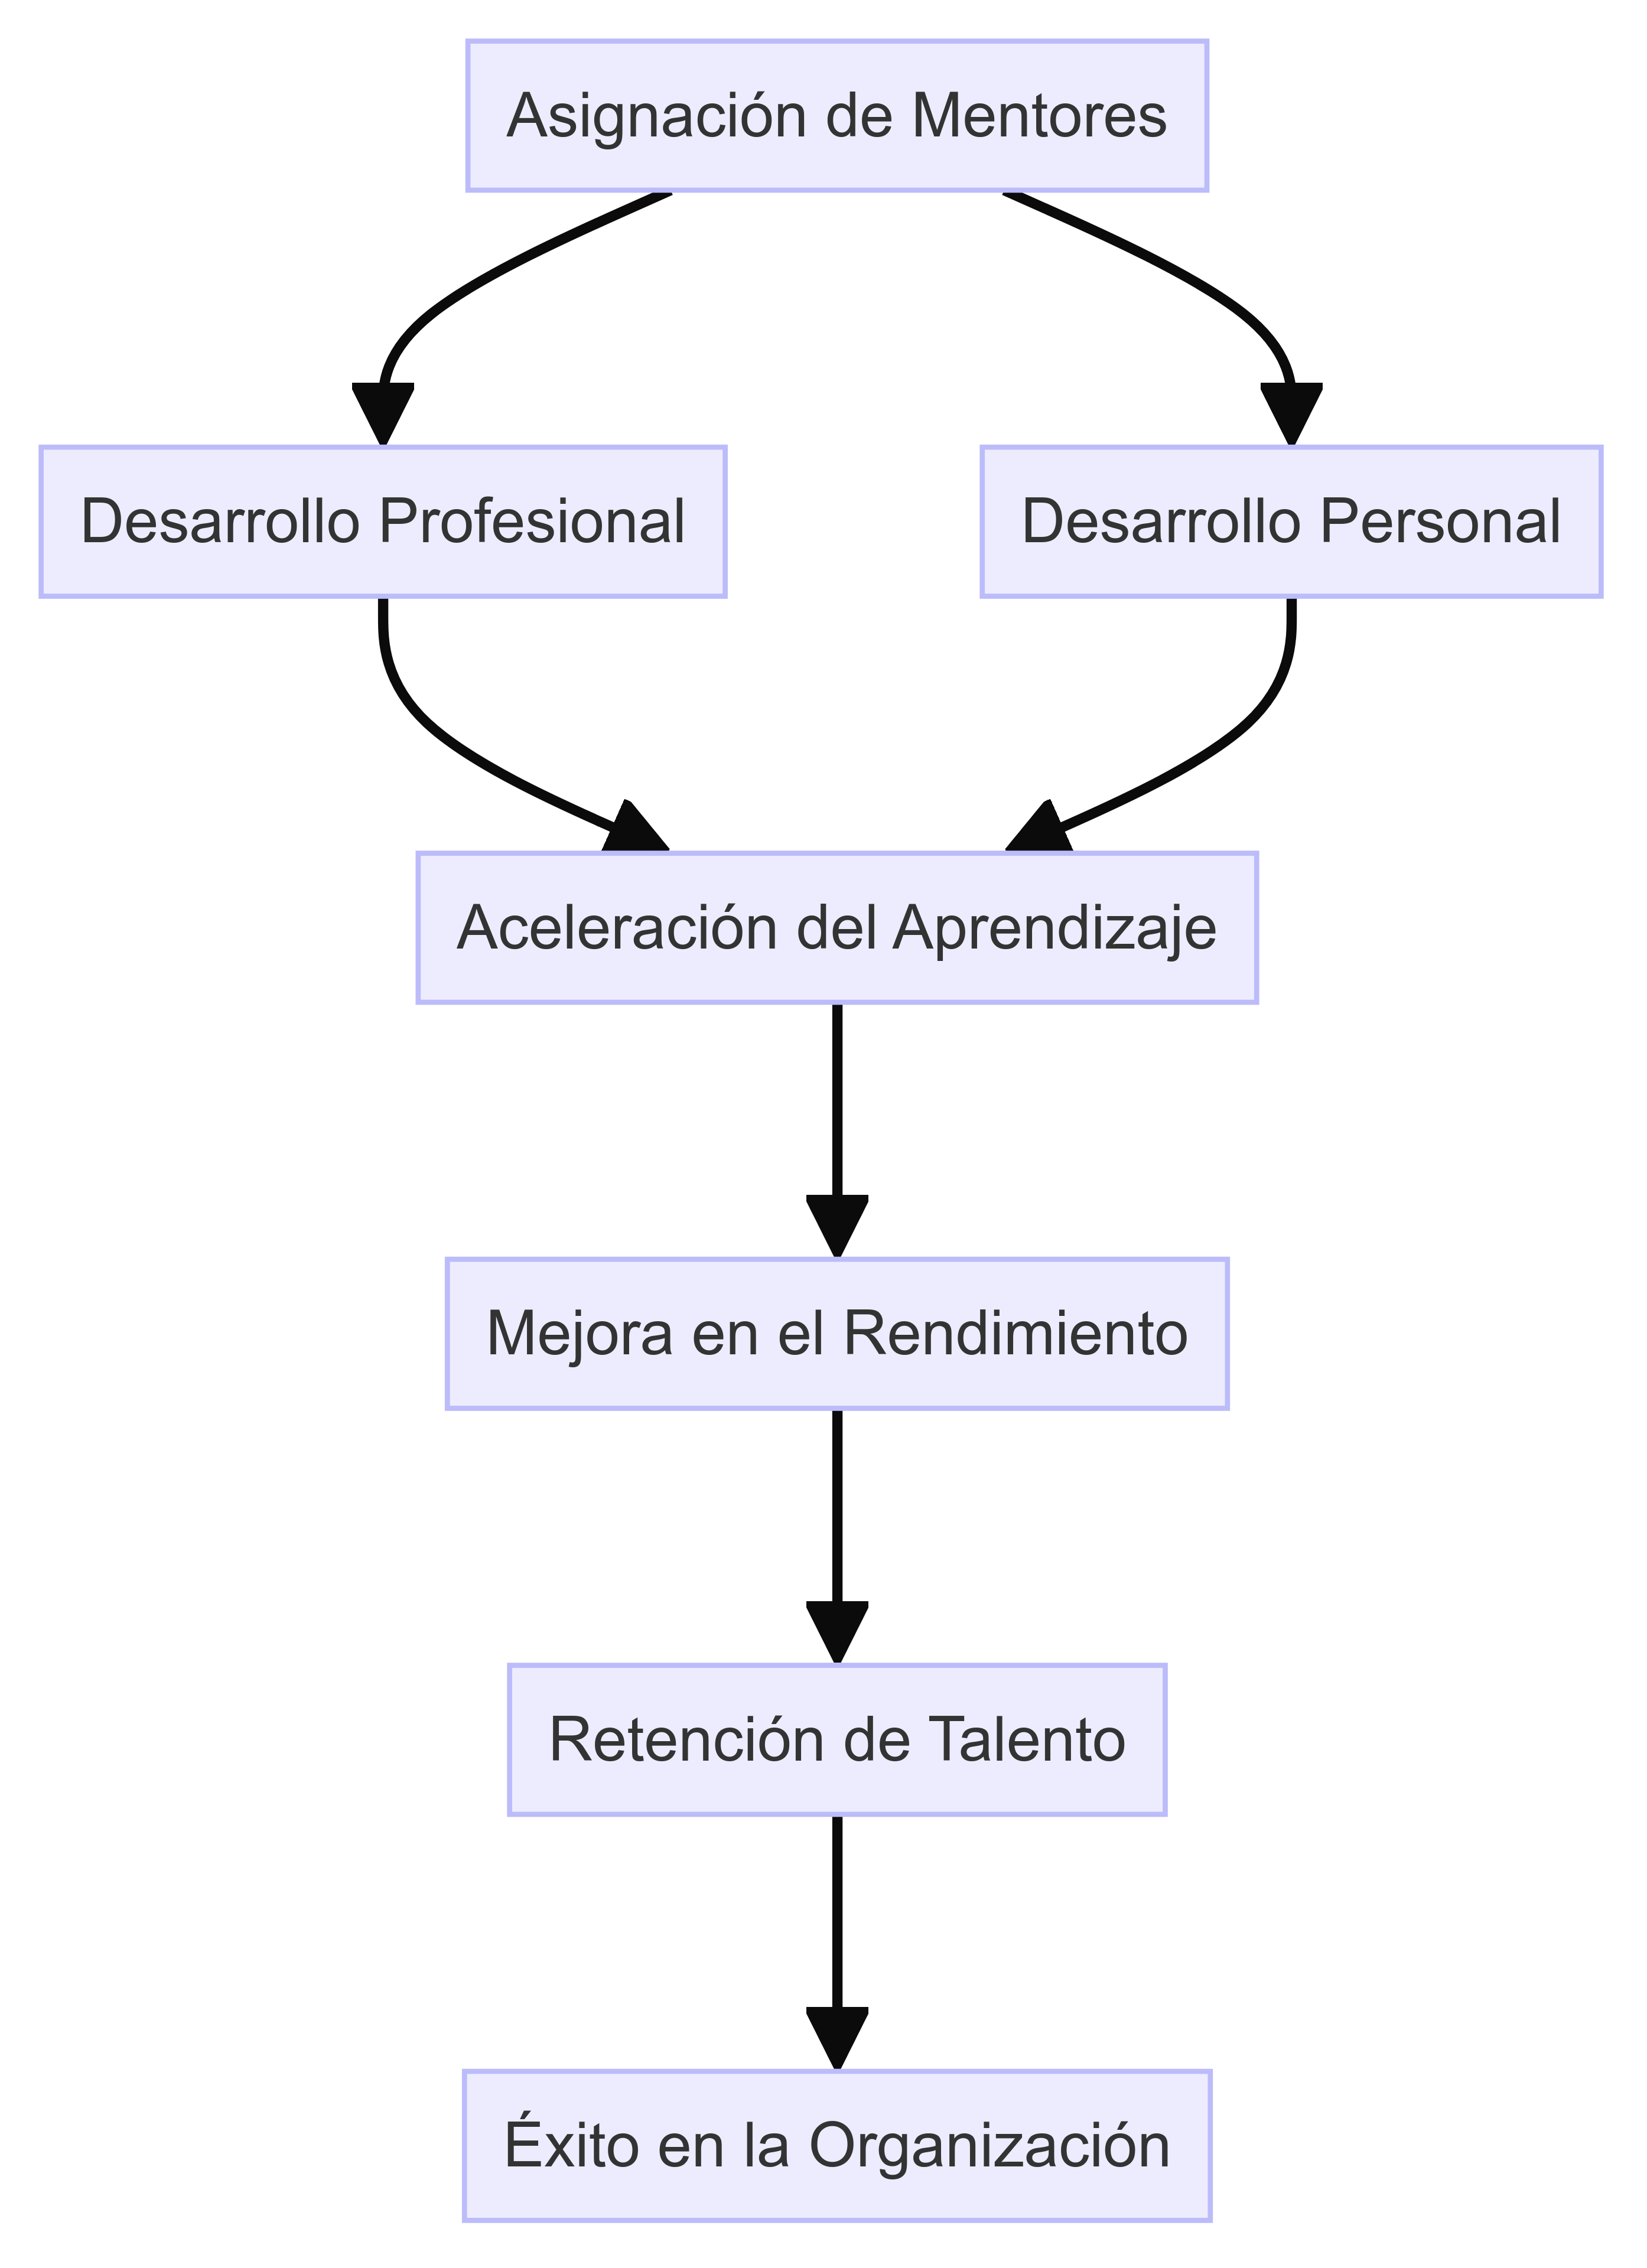 Asignación de Mentores
Desarrollo Profesional
Desarrollo Personal
Aceleración del Aprendizaje
Mejora en el Rendimiento
Retención de Talento
Éxito en la Organización